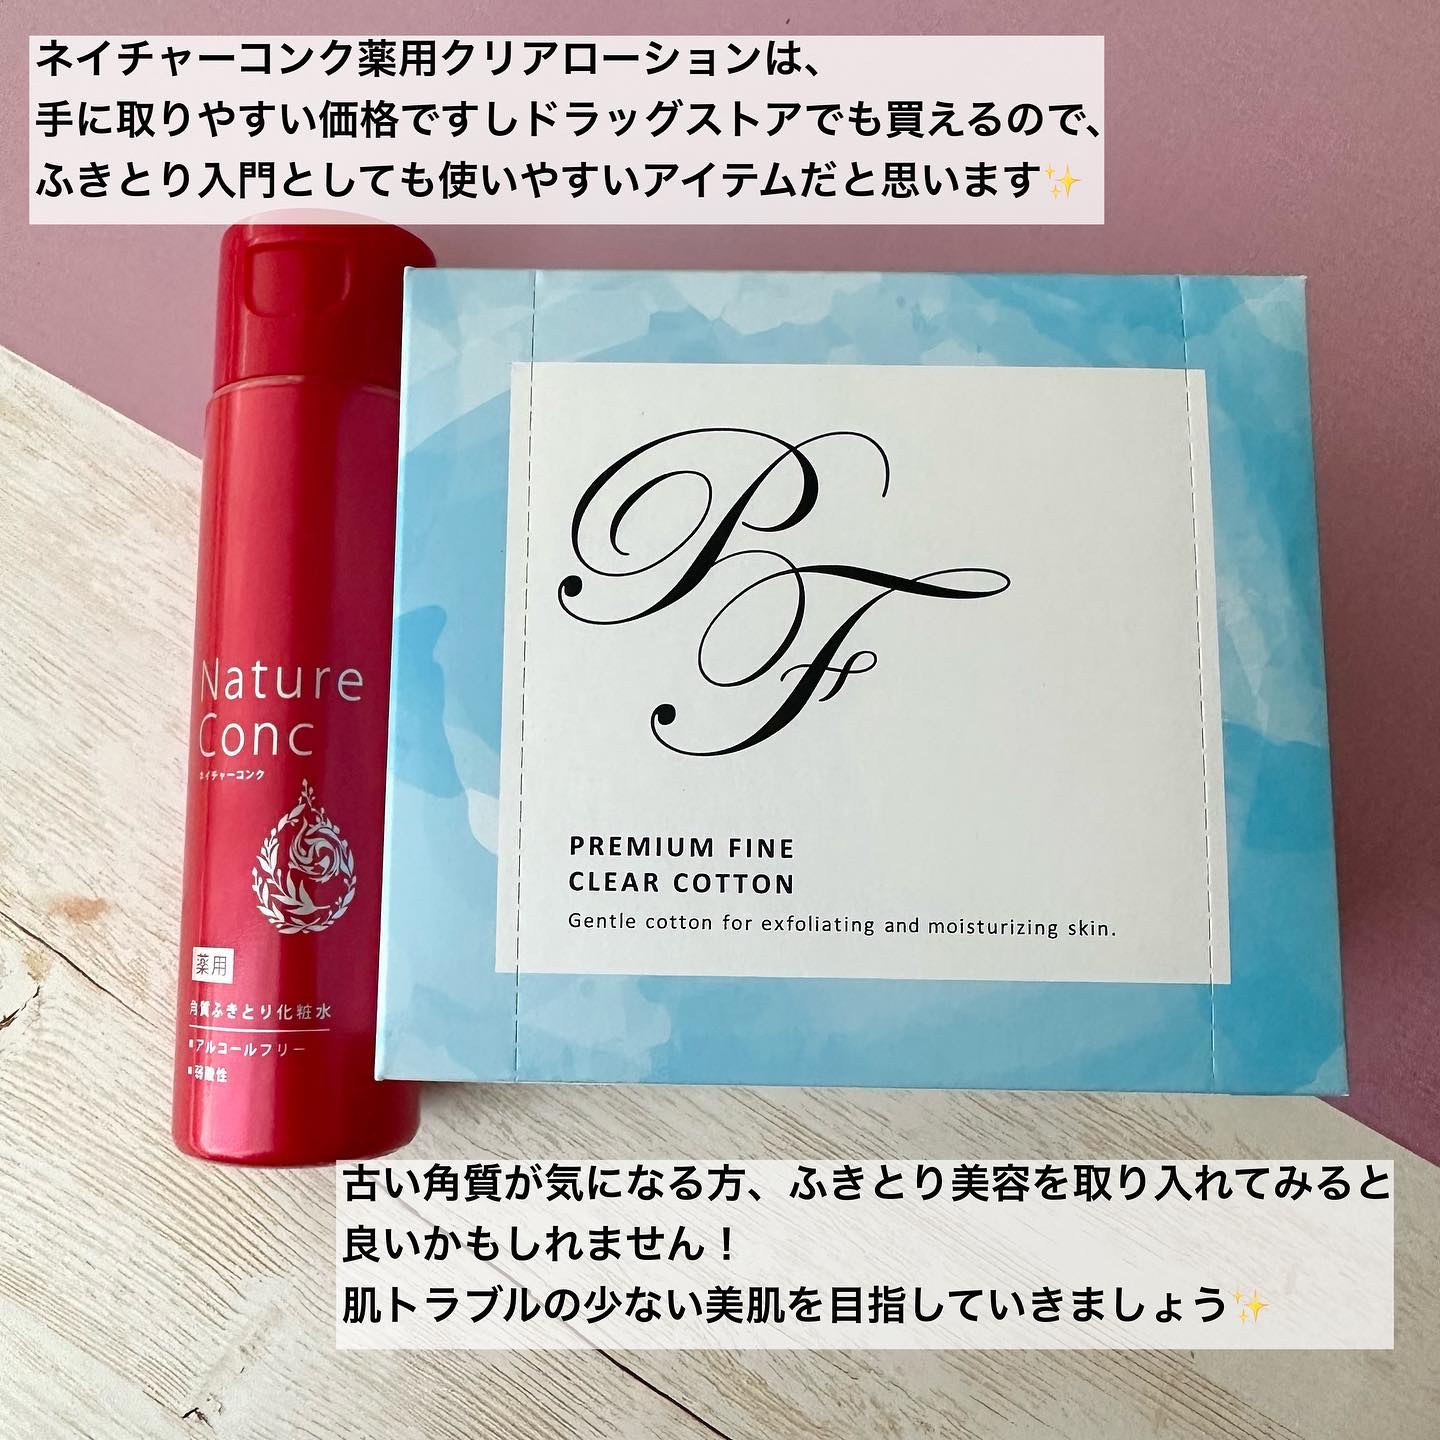 ネイチャーコンク薬用クリアローションは、
手に取りやすい価格ですしドラッグストアでも買えるので、
ふきとり入門としても使いやすいアイテムだと思います✨
PF
PREMIUM FINE
CLEAR COTTON
Gentle cotton for exfoliating and moisturizing skin.
Nature
Conc
ネイチャーコンク
薬用
角質ふきとり化粧水
■アルコールフリー
■弱酸性
古い角質が気になる方、ふきとり美容を取り入れてみると
良いかもしれません！
肌トラブルの少ない美肌を目指していきましょう✨